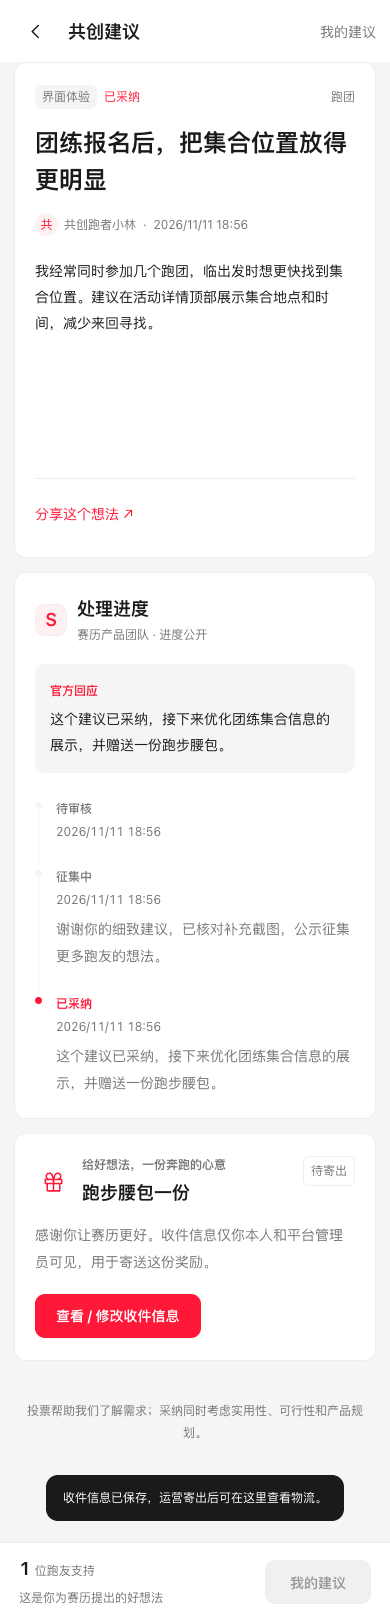 共创建议
我的建议
界面体验 已采纳 跑团
团练报名后，把集合位置放得
更明显
共 共创跑者小林 · 2026/11/11 18:56
我经常同时参加几个跑团，临出发时想更快找到集
合位置。建议在活动详情顶部展示集合地点和时
间，减少来回寻找。
分享这个想法 ↗
S 处理进度
赛历产品团队 · 进度公开
官方回应
这个建议已采纳，接下来优化团练集合信息的
展示，并赠送一份跑步腰包。
待审核
2026/11/11 18:56
征集中
2026/11/11 18:56
谢谢你的细致建议，已核对补充截图，公示征集
更多跑友的想法。
已采纳
2026/11/11 18:56
这个建议已采纳，接下来优化团练集合信息的展
示，并赠送一份跑步腰包。
给好想法，一份奔跑的心意
跑步腰包一份
待寄出
感谢你让赛历更好。收件信息仅你本人和平台管理
员可见，用于寄送这份奖励。
查看 / 修改收件信息
投票帮助我们了解需求；采纳同时考虑实用性、可行性和产品规
划。
收件信息已保存，运营寄出后可在这里查看物流。
1 位跑友支持
这是你为赛历提出的好想法
我的建议